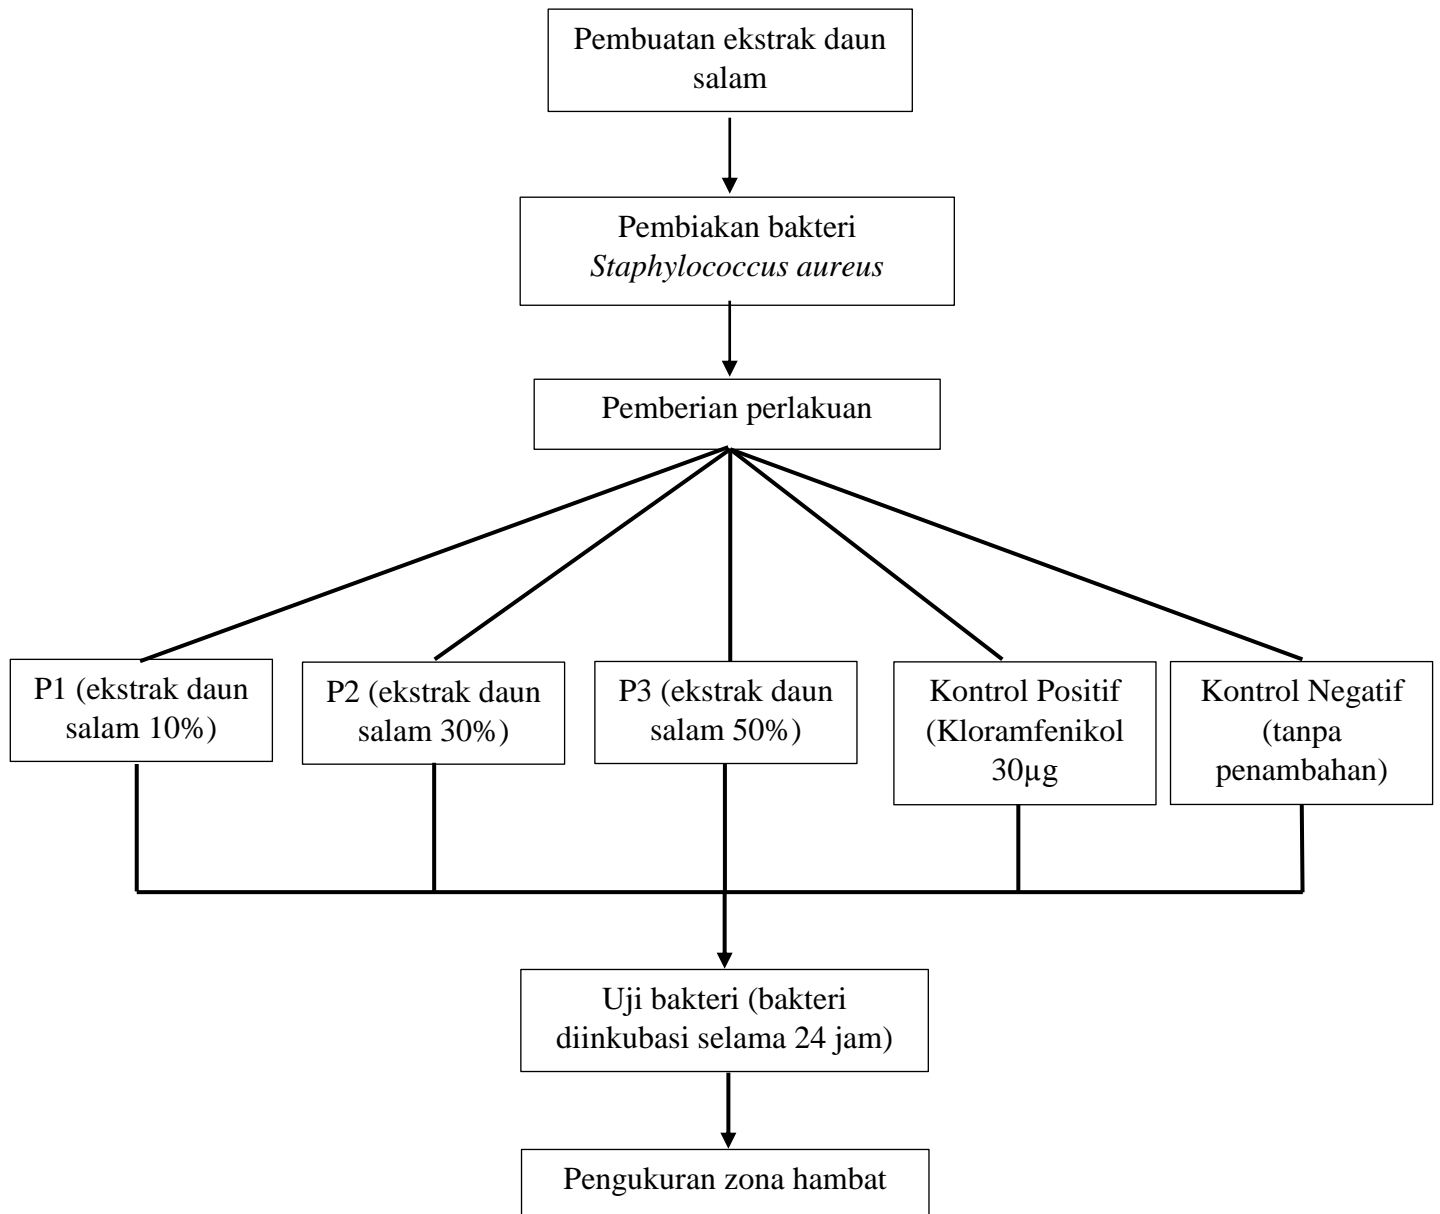 Pembuatan ekstrak daun
salam
Pembiakan bakteri
Staphylococcus aureus
Pemberian perlakuan
P1 (ekstrak daun
salam 10%)
P2 (ekstrak daun
salam 30%)
P3 (ekstrak daun
salam 50%)
Kontrol Positif
(Kloramfenikol
30µg
Kontrol Negatif
(tanpa
penambahan)
Uji bakteri (bakteri
diinkubasi selama 24 jam)
Pengukuran zona hambat